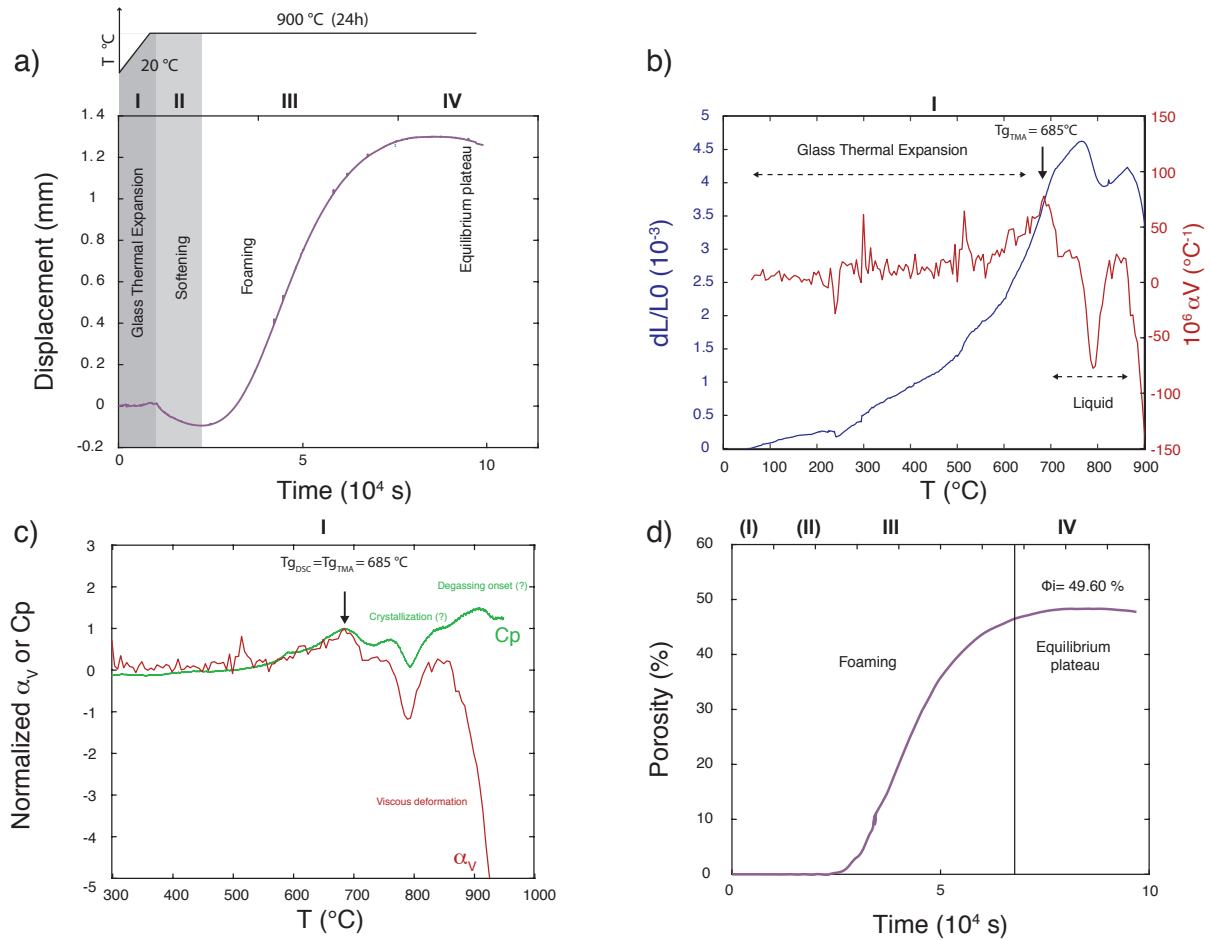 a)
T °C
900 °C (24h)
20 °C
I II III IV
1.4
1.2
1
0.8
0.6
0.4
0.2
0
-0.2
Displacement (mm)
Glass Thermal Expansion
Softening
Foaming
Equilibrium plateau
0 5 10
Time (10⁴ s)
b)
I
5
4.5
4
3.5
3
2.5
2
1.5
1
0.5
0
dL/L0 (10⁻³)
Tg_TMA = 685°C
Glass Thermal Expansion
Liquid
150
100
50
0
-50
-100
-150
10⁶ αV (°C⁻¹)
0 100 200 300 400 500 600 700 800 900
T (°C)
c)
I
3
2
1
0
-1
-2
-3
-4
-5
Normalized α_V or Cp
Tg_DSC=Tg_TMA= 685 °C
Degassing onset (?)
Crystallization (?)
Cp
Viscous deformation
α_V
300 400 500 600 700 800 900 1000
T (°C)
d)
(I) (II) III IV
60
50
40
30
20
10
0
Porosity (%)
Φi= 49.60 %
Foaming
Equilibrium
plateau
0 5 10
Time (10⁴ s)